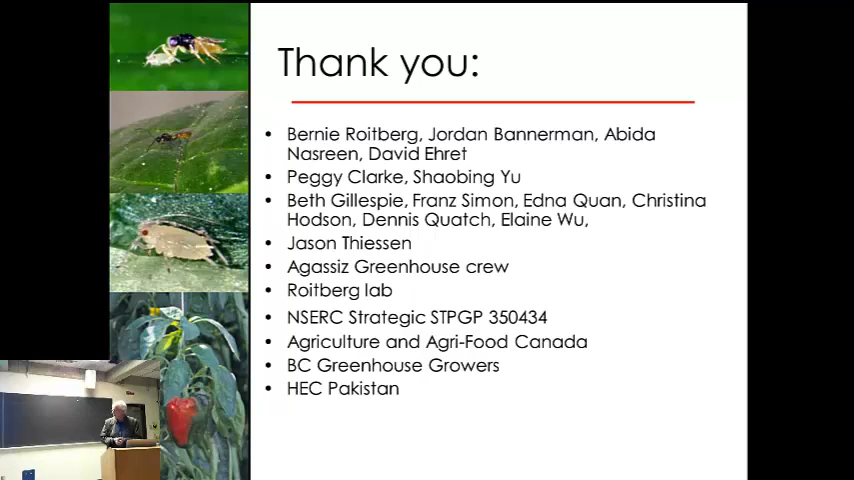 Thank you:
• Bernie Roitberg, Jordan Bannerman, Abida
Nasreen, David Ehret
• Peggy Clarke, Shaobing Yu
• Beth Gillespie, Franz Simon, Edna Quan, Christina
Hodson, Dennis Quatch, Elaine Wu,
• Jason Thiessen
• Agassiz Greenhouse crew
• Roitberg lab
• NSERC Strategic STPGP 350434
• Agriculture and Agri-Food Canada
• BC Greenhouse Growers
• HEC Pakistan